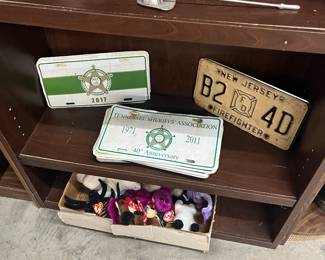 2017
TENNESSEE SHERIFFS' ASSOCIATION
1971
2011
40th Anniversary
NEW JERSEY
B2 4D
FIREFIGHTER